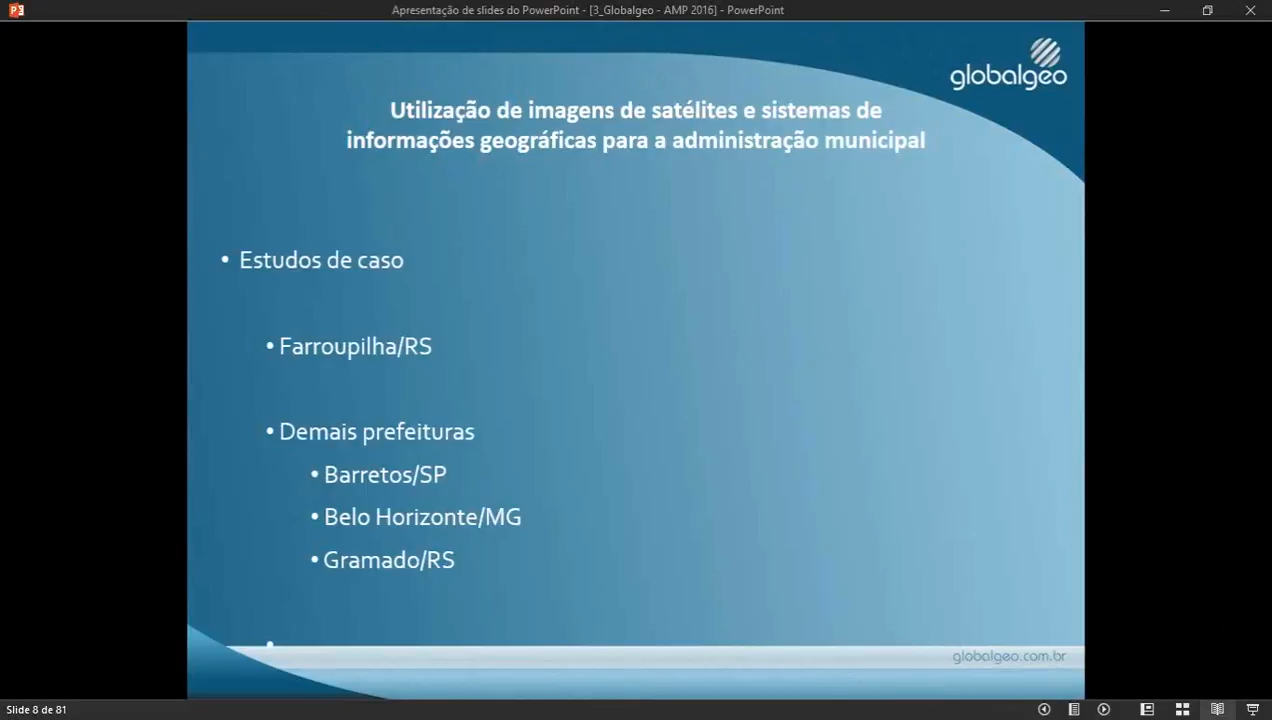 Apresentação de slides do PowerPoint - [3_Globalgeo - AMP 2016] - PowerPoint
globalgeo
Utilização de imagens de satélites e sistemas de
informações geográficas para a administração municipal
• Estudos de caso
• Farroupilha/RS
• Demais prefeituras
• Barretos/SP
• Belo Horizonte/MG
• Gramado/RS
•
globalgeo.com.br
Slide 8 de 81